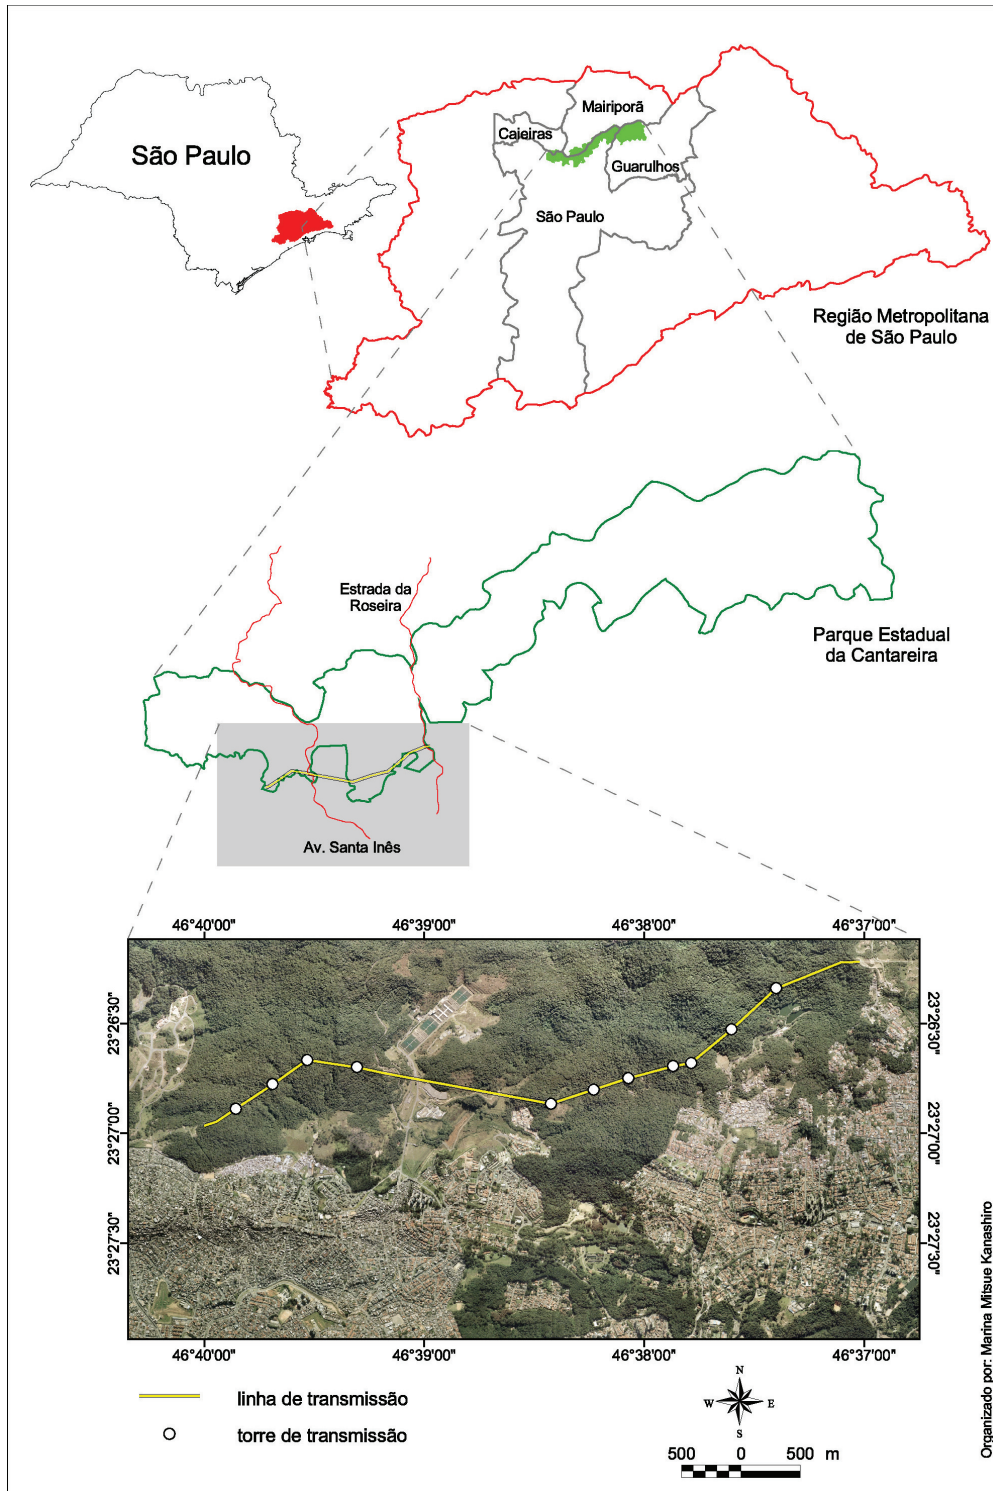 São Paulo
Mairiporã
Caieiras
Guarulhos
São Paulo
Região Metropolitana
de São Paulo
Estrada da
Roseira
Parque Estadual
da Cantareira
Av. Santa Inês
46°40'00" 46°39'00" 46°38'00" 46°37'00"
23°26'30" 23°26'30"
23°27'00" 23°27'00"
23°27'30" 23°27'30"
46°40'00" 46°39'00" 46°38'00" 46°37'00"
linha de transmissão
torre de transmissão
N
W E
S
500 0 500 m
Organizado por: Marina Mitsue Kanashiro